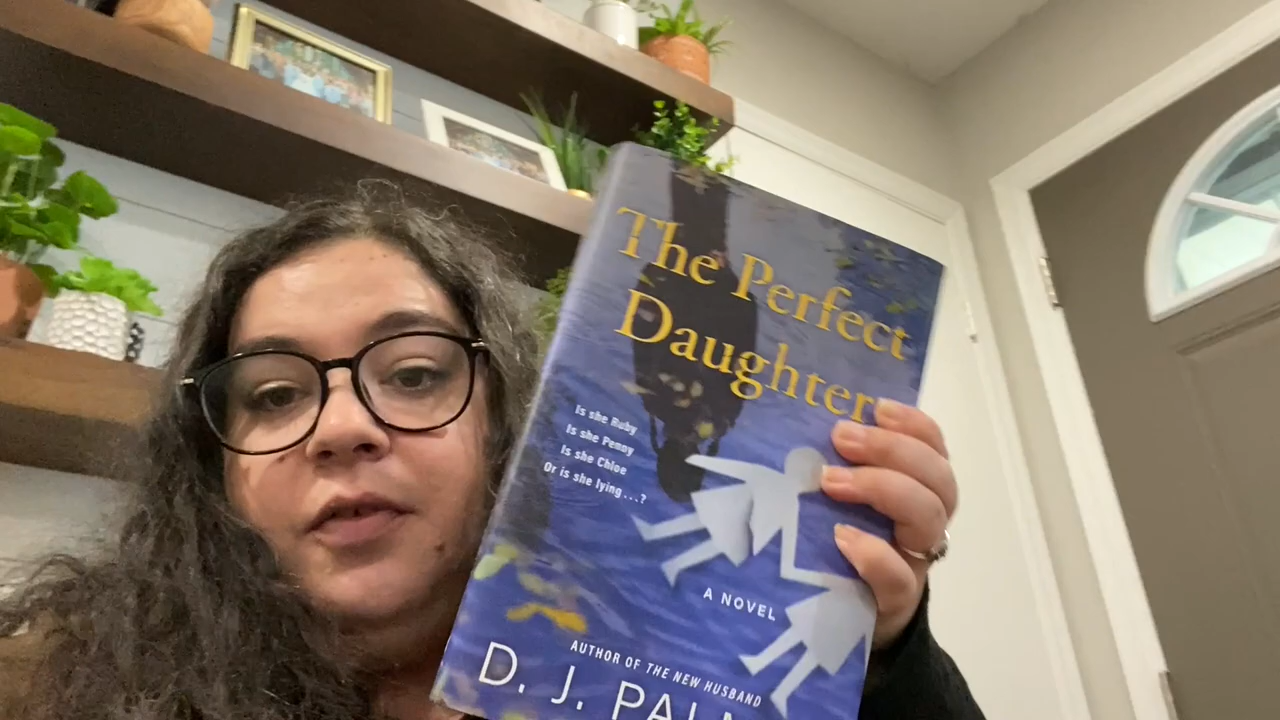 The Perfect
Daughter
Is she Ruby
Is she Penny
Is she Chloe
Or is she lying...?
A NOVEL
AUTHOR OF THE NEW HUSBAND
D. J.